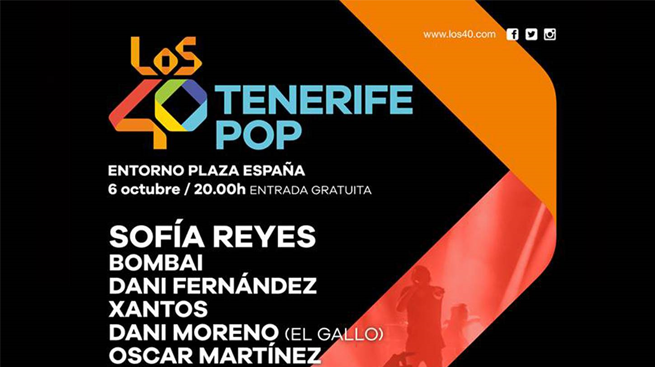 www.los40.com
LOS
40 TENERIFE
POP
ENTORNO PLAZA ESPAÑA
6 octubre / 20.00h ENTRADA GRATUITA
SOFÍA REYES
BOMBAI
DANI FERNÁNDEZ
XANTOS
DANI MORENO (EL GALLO)
OSCAR MARTÍNEZ